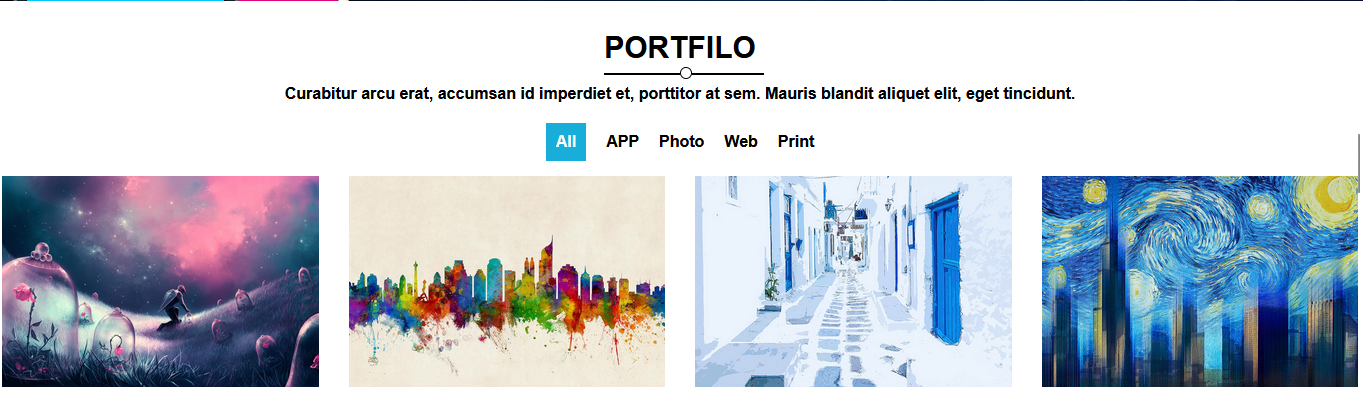 PORTFILO
Curabitur arcu erat, accumsan id imperdiet et, porttitor at sem. Mauris blandit aliquet elit, eget tincidunt.
All APP Photo Web Print